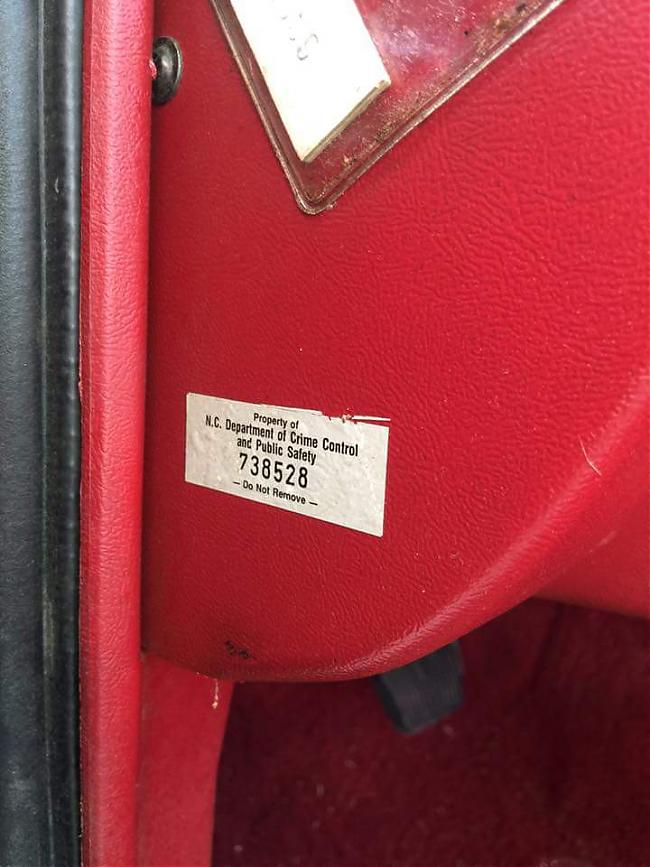 Property of
N.C. Department of Crime Control
and Public Safety
738528
— Do Not Remove —